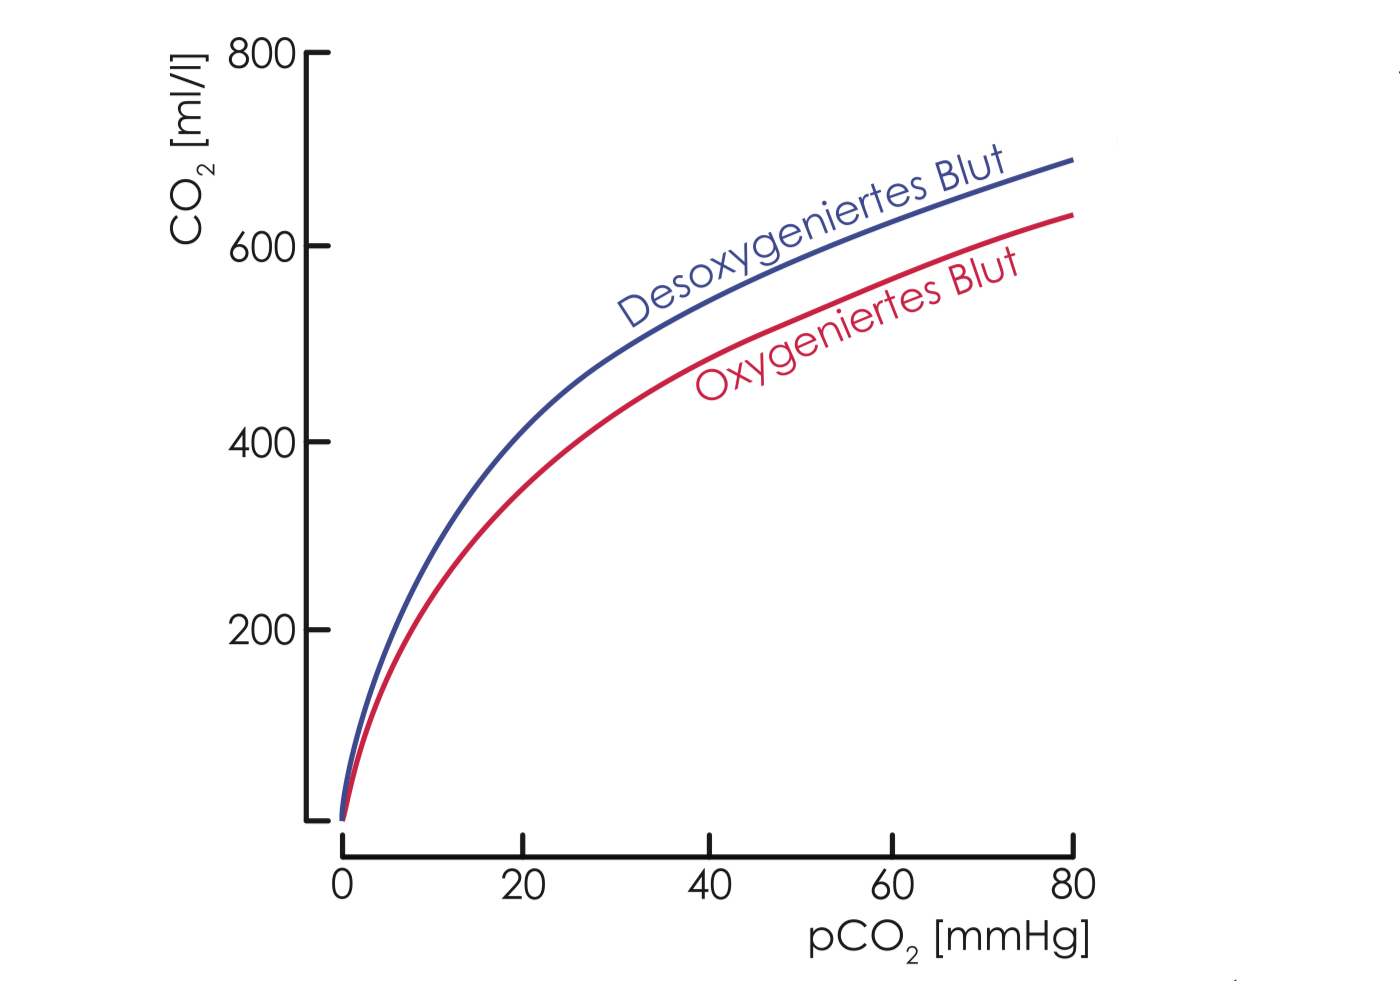 CO₂ [ml/l]
800
600
400
200
Desoxygeniertes Blut
Oxygeniertes Blut
0 20 40 60 80
pCO₂ [mmHg]